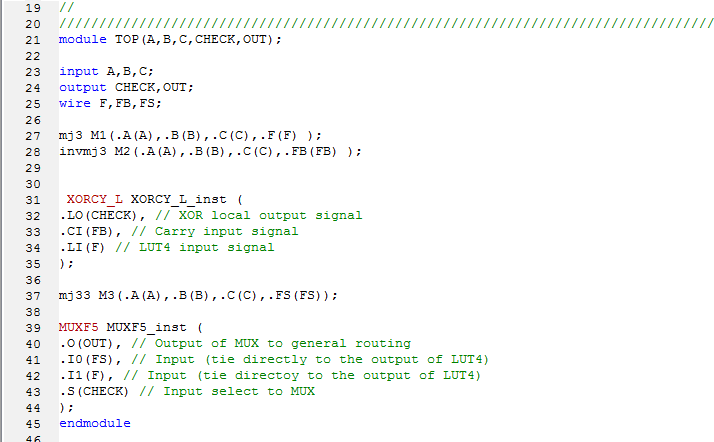 19 //
20 //////////////////////////////////////////////////////////////////////////////////
21 module TOP(A,B,C,CHECK,OUT);
22
23 input A,B,C;
24 output CHECK,OUT;
25 wire F,FB,FS;
26
27 mj3 M1(.A(A),.B(B),.C(C),.F(F) );
28 invmj3 M2(.A(A),.B(B),.C(C),.FB(FB) );
29
30
31 XORCY_L XORCY_L_inst (
32 .LO(CHECK), // XOR local output signal
33 .CI(FB), // Carry input signal
34 .LI(F) // LUT4 input signal
35 );
36
37 mj33 M3(.A(A),.B(B),.C(C),.FS(FS));
38
39 MUXF5 MUXF5_inst (
40 .O(OUT), // Output of MUX to general routing
41 .I0(FS), // Input (tie directly to the output of LUT4)
42 .I1(F), // Input (tie directoy to the output of LUT4)
43 .S(CHECK) // Input select to MUX
44 );
45 endmodule
46